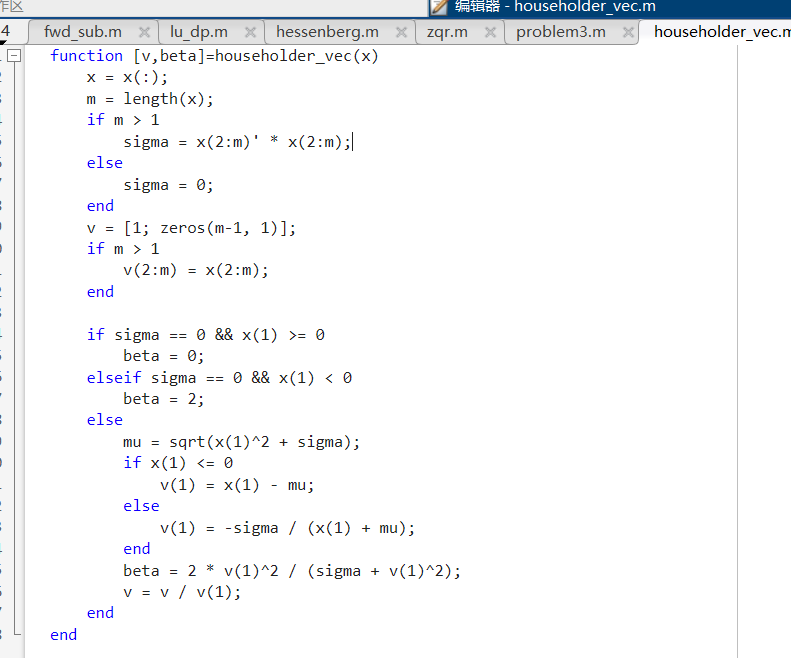 作区
编辑器 - householder_vec.m
4 fwd_sub.m lu_dp.m hessenberg.m zqr.m problem3.m householder_vec.m
function [v,beta]=householder_vec(x)
x = x(:);
m = length(x);
if m > 1
sigma = x(2:m)' * x(2:m);
else
sigma = 0;
end
v = [1; zeros(m-1, 1)];
if m > 1
v(2:m) = x(2:m);
end
if sigma == 0 && x(1) >= 0
beta = 0;
elseif sigma == 0 && x(1) < 0
beta = 2;
else
mu = sqrt(x(1)^2 + sigma);
if x(1) <= 0
v(1) = x(1) - mu;
else
v(1) = -sigma / (x(1) + mu);
end
beta = 2 * v(1)^2 / (sigma + v(1)^2);
v = v / v(1);
end
end